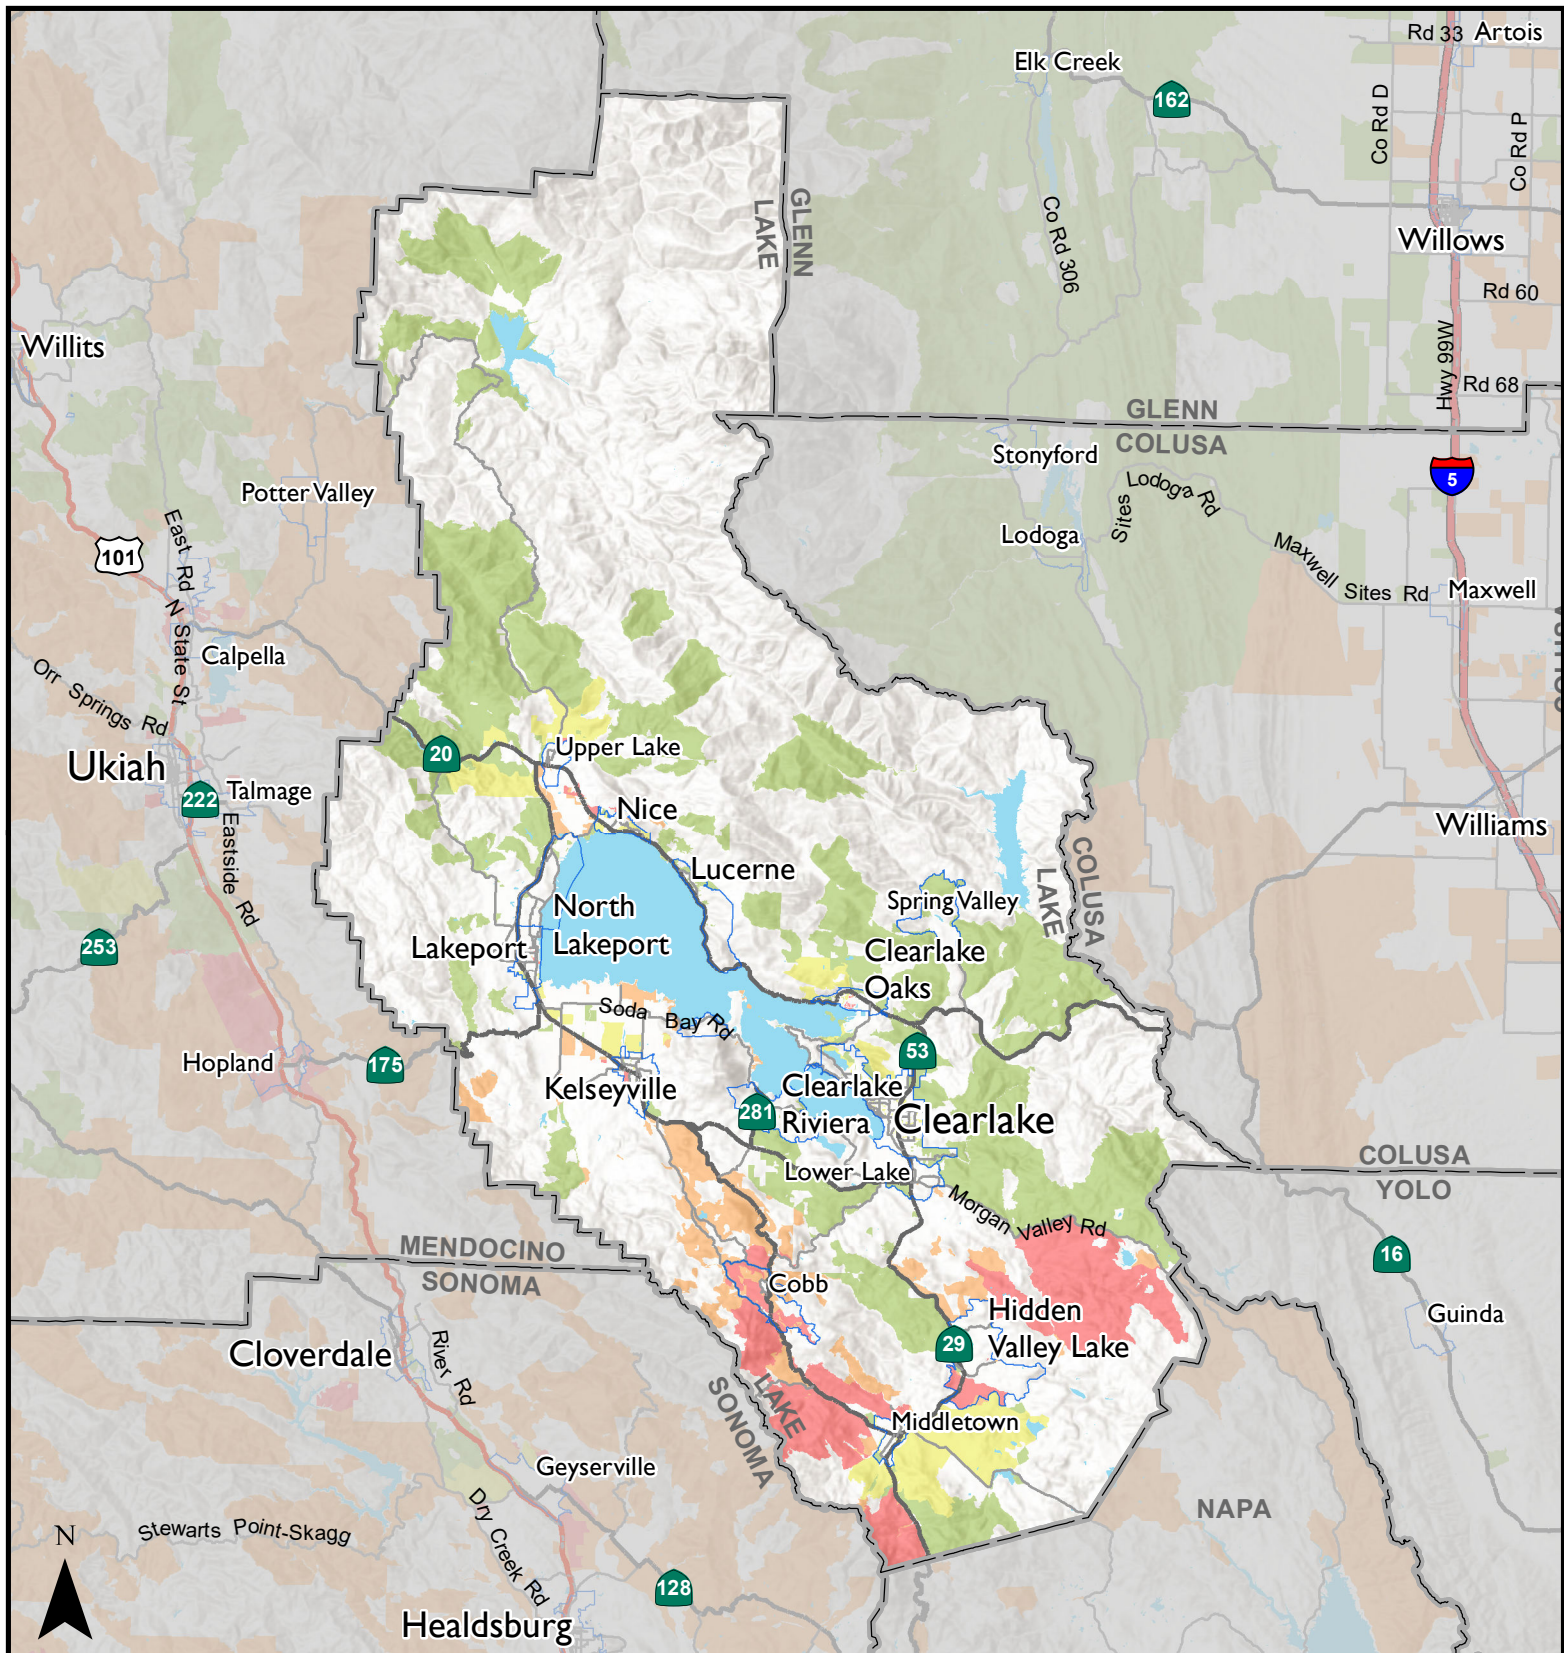 Rd 33 Artois
Elk Creek
162
Co Rd D
Co Rd P
GLENN
LAKE
Co Rd 306
Willows
Rd 60
Willits
Hwy 99W
Rd 68
GLENN
COLUSA
Stonyford
Sites Lodoga Rd
5
Potter Valley
Lodoga
Maxwell Sites Rd
Maxwell
101
East Rd
N State St
Calpella
Orr Springs Rd
Ukiah
20
Upper Lake
222
Talmage
Nice
Eastside Rd
Williams
COLUSA
LAKE
Lucerne
Spring Valley
North
Lakeport
Lakeport
253
Clearlake
Oaks
Soda Bay Rd
Hopland
175
53
Kelseyville
Clearlake
Riviera
281
Clearlake
Lower Lake
COLUSA
YOLO
Morgan Valley Rd
MENDOCINO
SONOMA
16
Cobb
Hidden
Valley Lake
29
Guinda
Cloverdale
River Rd
LAKE
SONOMA
Middletown
Geyserville
NAPA
Dry Creek Rd
Stewarts Point-Skagg
N
128
Healdsburg